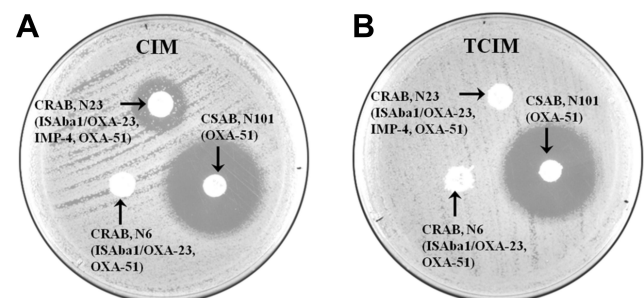 A
CIM
CRAB, N23
(ISAba1/OXA-23,
IMP-4, OXA-51)
CSAB, N101
(OXA-51)
CRAB, N6
(ISAba1/OXA-23,
OXA-51)
B
TCIM
CRAB, N23
(ISAba1/OXA-23,
IMP-4, OXA-51)
CSAB, N101
(OXA-51)
CRAB, N6
(ISAba1/OXA-23,
OXA-51)